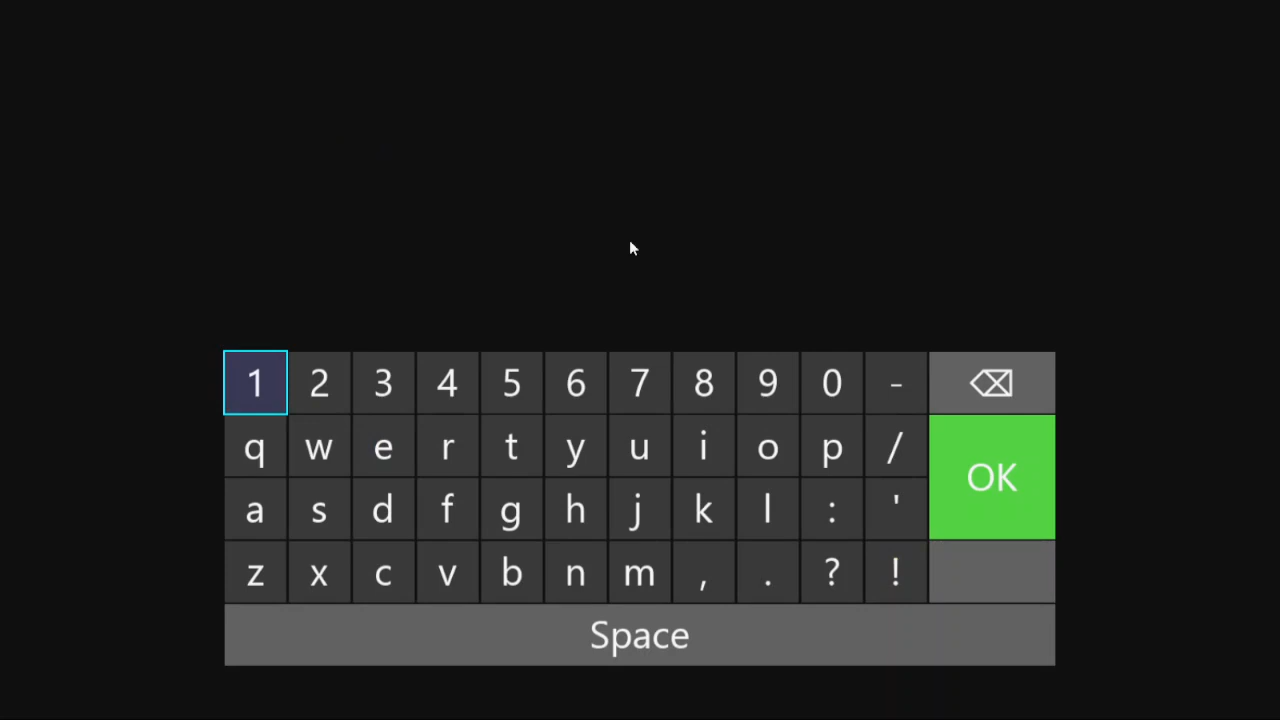 1 2 3 4 5 6 7 8 9 0 -
q w e r t y u i o p /
OK
a s d f g h j k l : '
z x c v b n m , . ? !
Space